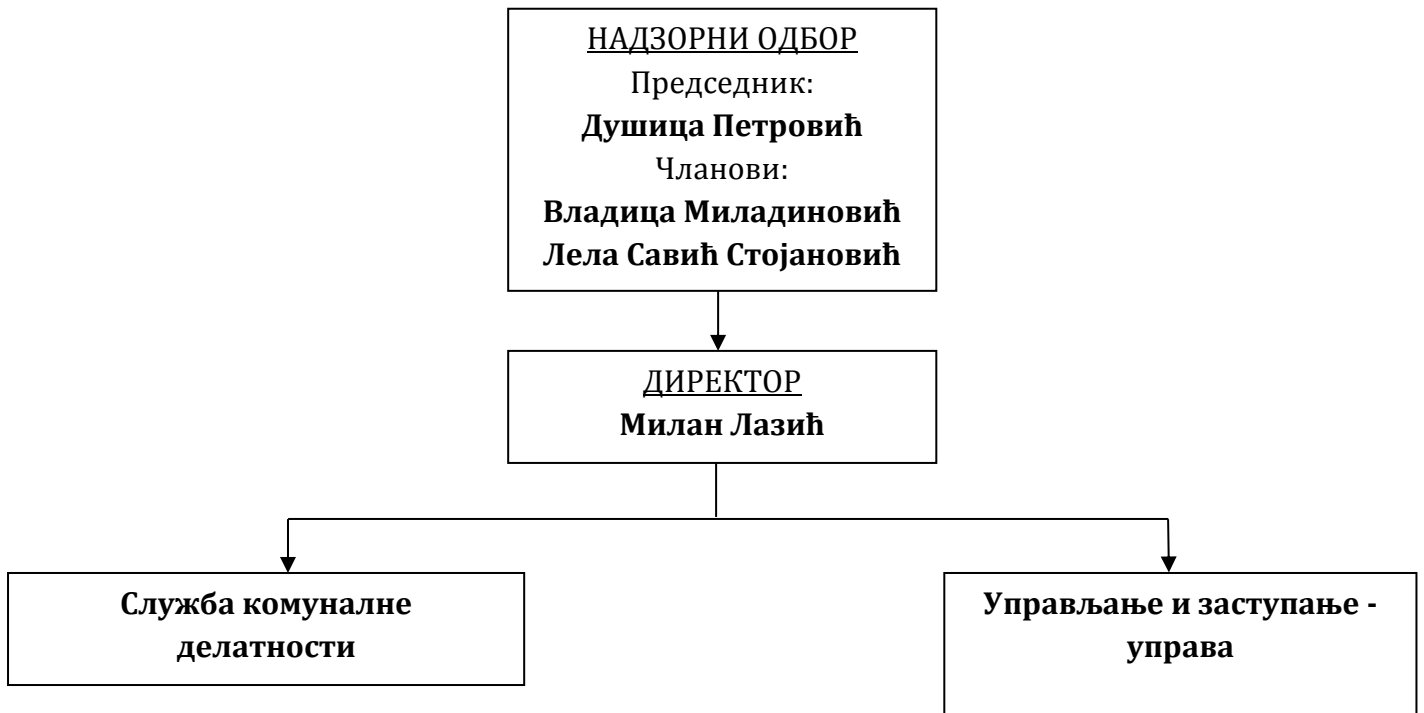 НАДЗОРНИ ОДБОР
Председник:
Душица Петровић
Чланови:
Владица Миладиновић
Лела Савић Стојановић
ДИРЕКТОР
Милан Лазић
Служба комуналне
делатности
Управљање и заступање -
управа